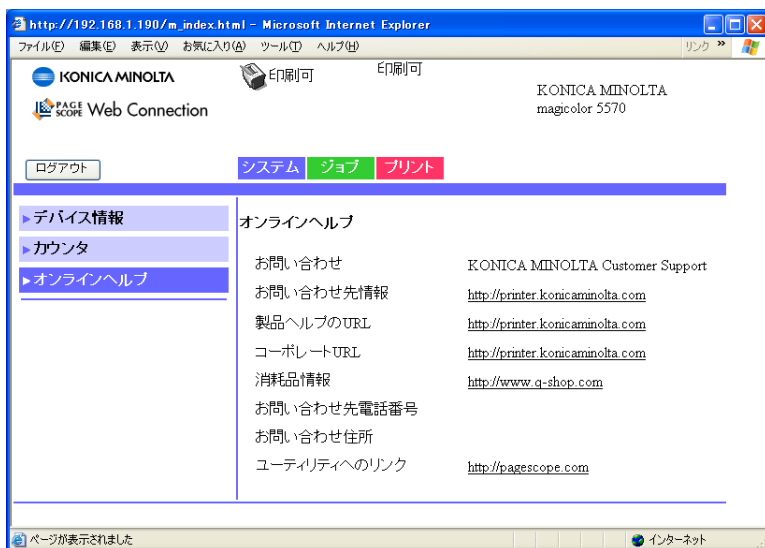 http://192.168.1.190/m_index.html - Microsoft Internet Explorer
ファイル(F) 編集(E) 表示(V) お気に入り(A) ツール(T) ヘルプ(H) リンク »
KONICA MINOLTA 印刷可 印刷可
KONICA MINOLTA
PAGE SCOPE Web Connection magicolor 5570
ログアウト システム ジョブ プリント
デバイス情報 オンラインヘルプ
カウンタ
オンラインヘルプ
お問い合わせ KONICA MINOLTA Customer Support
お問い合わせ先情報 http://printer.konicaminolta.com
製品ヘルプのURL http://printer.konicaminolta.com
コーポレートURL http://printer.konicaminolta.com
消耗品情報 http://www.q-shop.com
お問い合わせ先電話番号
お問い合わせ住所
ユーティリティへのリンク http://pagescope.com
ページが表示されました インターネット